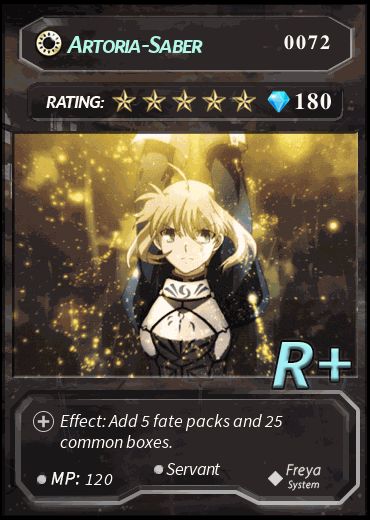 Artoria-Saber 0072
RATING: 180
R+
Effect: Add 5 fate packs and 25
common boxes.
MP: 120 Servant Freya
System